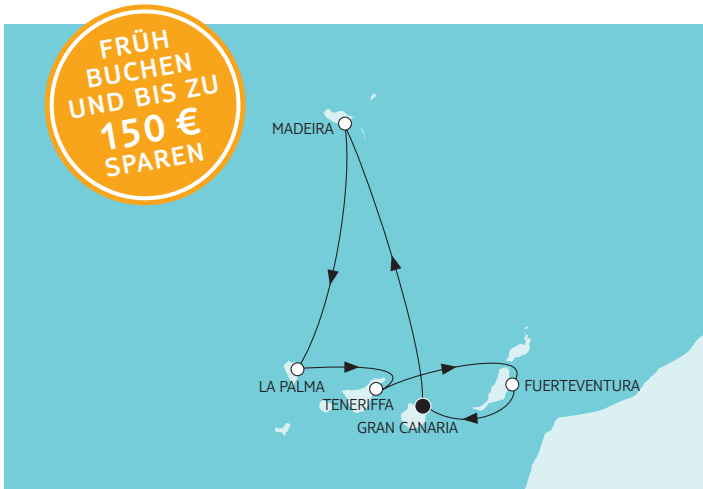 FRÜH
BUCHEN
UND BIS ZU
150 €
SPAREN
MADEIRA
LA PALMA
TENERIFFA
FUERTEVENTURA
GRAN CANARIA